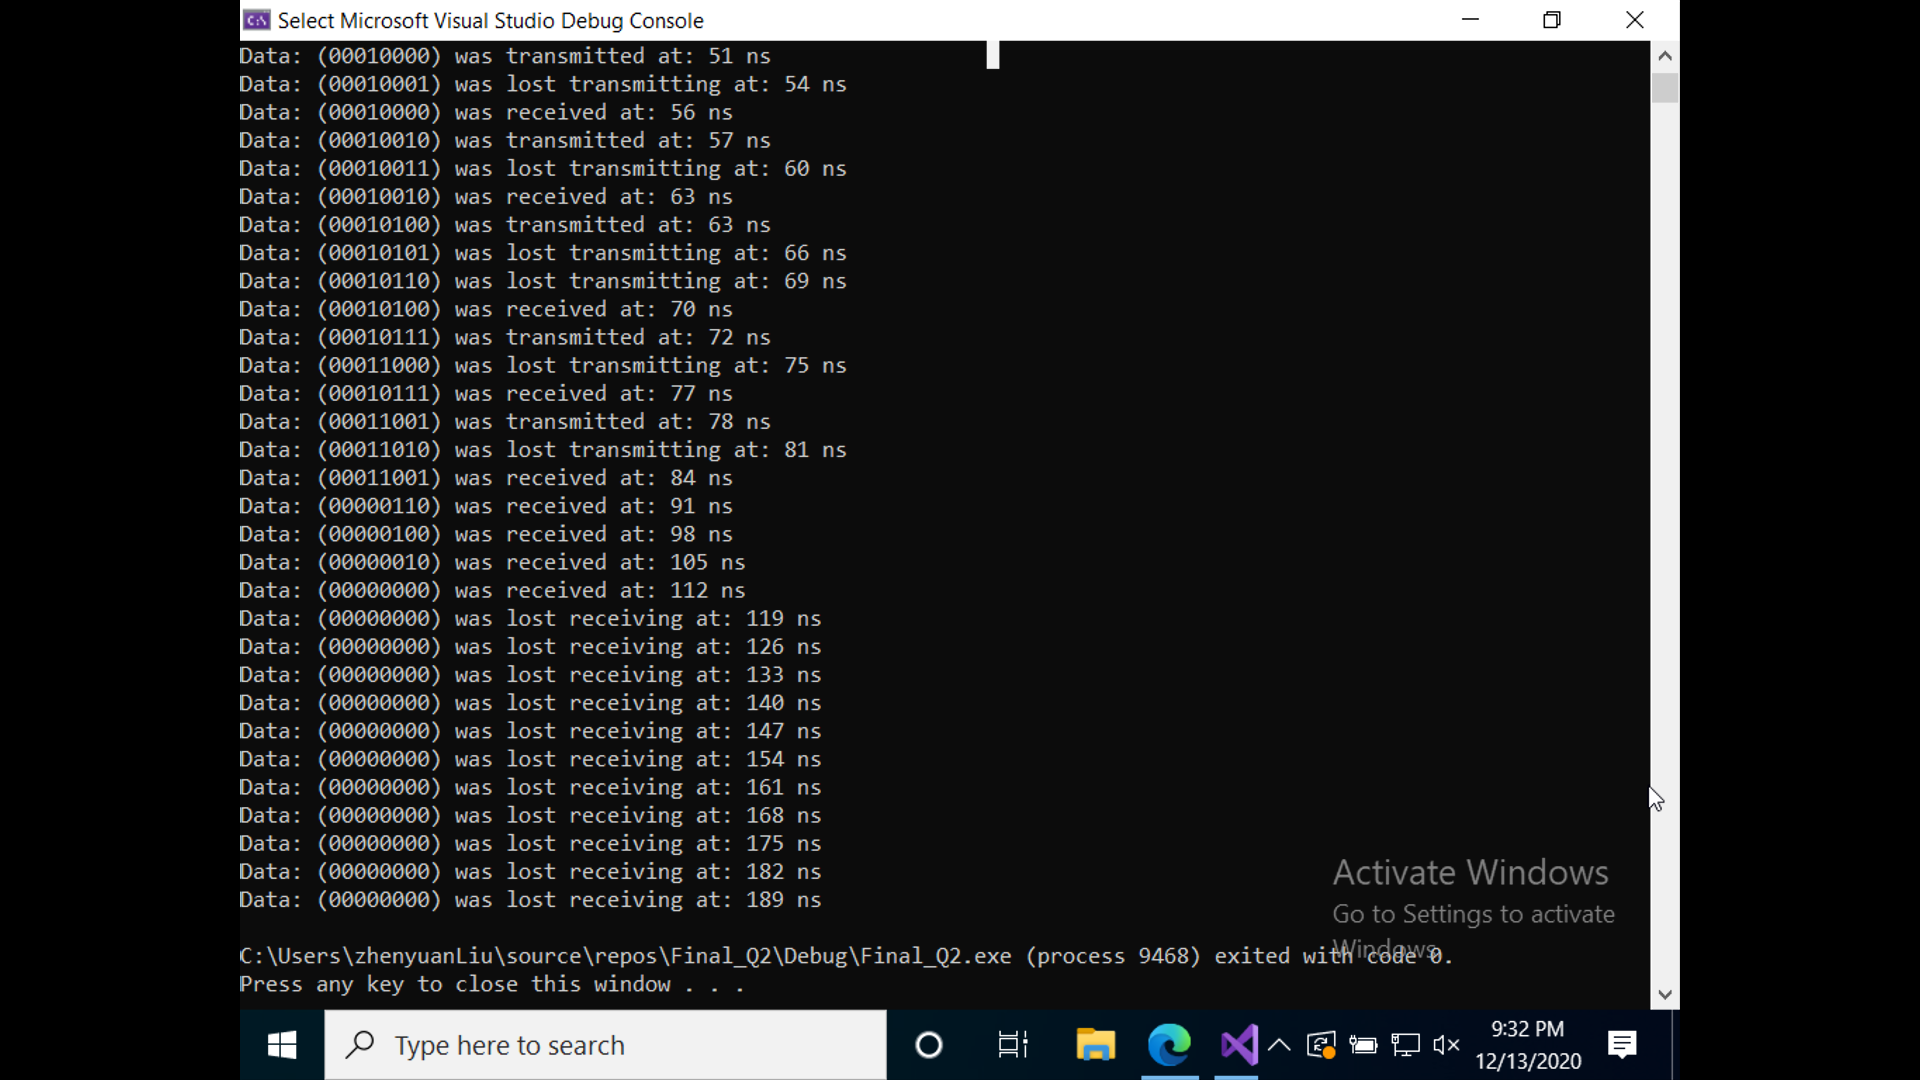 Select Microsoft Visual Studio Debug Console
Data: (00010000) was transmitted at: 51 ns
Data: (00010001) was lost transmitting at: 54 ns
Data: (00010000) was received at: 56 ns
Data: (00010010) was transmitted at: 57 ns
Data: (00010011) was lost transmitting at: 60 ns
Data: (00010010) was received at: 63 ns
Data: (00010100) was transmitted at: 63 ns
Data: (00010101) was lost transmitting at: 66 ns
Data: (00010110) was lost transmitting at: 69 ns
Data: (00010100) was received at: 70 ns
Data: (00010111) was transmitted at: 72 ns
Data: (00011000) was lost transmitting at: 75 ns
Data: (00010111) was received at: 77 ns
Data: (00011001) was transmitted at: 78 ns
Data: (00011010) was lost transmitting at: 81 ns
Data: (00011001) was received at: 84 ns
Data: (00000110) was received at: 91 ns
Data: (00000100) was received at: 98 ns
Data: (00000010) was received at: 105 ns
Data: (00000000) was received at: 112 ns
Data: (00000000) was lost receiving at: 119 ns
Data: (00000000) was lost receiving at: 126 ns
Data: (00000000) was lost receiving at: 133 ns
Data: (00000000) was lost receiving at: 140 ns
Data: (00000000) was lost receiving at: 147 ns
Data: (00000000) was lost receiving at: 154 ns
Data: (00000000) was lost receiving at: 161 ns
Data: (00000000) was lost receiving at: 168 ns
Data: (00000000) was lost receiving at: 175 ns
Data: (00000000) was lost receiving at: 182 ns
Data: (00000000) was lost receiving at: 189 ns
Activate Windows
Go to Settings to activate
Windows.
C:\Users\zhenyuanLiu\source\repos\Final_Q2\Debug\Final_Q2.exe (process 9468) exited with code 0.
Press any key to close this window . . .
Type here to search
9:32 PM
12/13/2020